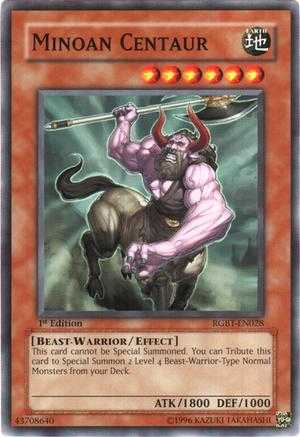 MINOAN CENTAUR
EARTH
地
1st Edition
RGBT-EN028
[BEAST-WARRIOR/EFFECT]
This card cannot be Special Summoned. You can Tribute this
card to Special Summon 2 Level 4 Beast-Warrior-Type Normal
Monsters from your Deck.
ATK/1800 DEF/1000
43708640
©1996 KAZUKI TAKAHASHI